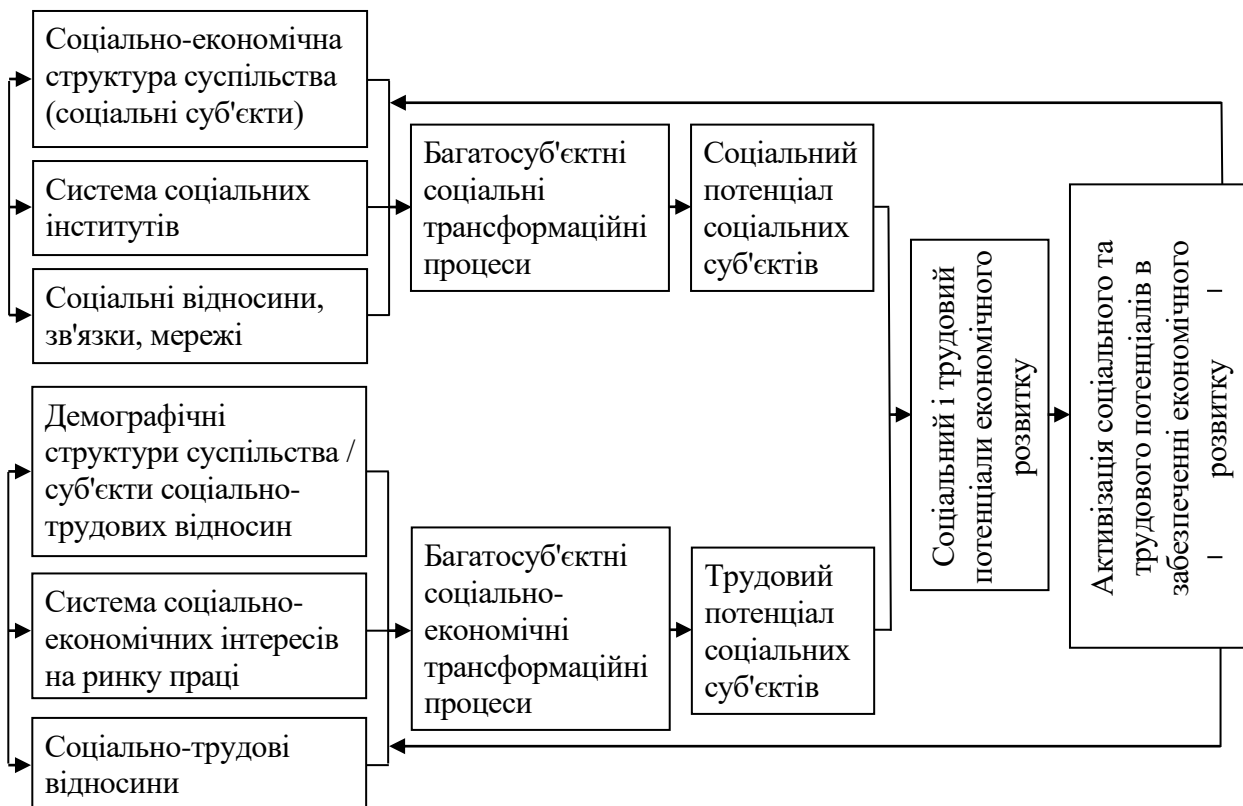 Соціально-економічна
структура суспільства
(соціальні суб'єкти)
Система соціальних
інститутів
Соціальні відносини,
зв'язки, мережі
Багатосуб'єктні
соціальні
трансформаційні
процеси
Соціальний
потенціал
соціальних
суб'єктів
Демографічні
структури суспільства /
суб'єкти соціально-
трудових відносин
Система соціально-
економічних інтересів
на ринку праці
Соціально-трудові
відносини
Багатосуб'єктні
соціально-
економічні
трансформаційні
процеси
Трудовий
потенціал
соціальних
суб'єктів
Соціальний і трудовий
потенціали економічного
розвитку
Активізація соціального та
трудового потенціалів в
забезпеченні економічного
розвитку